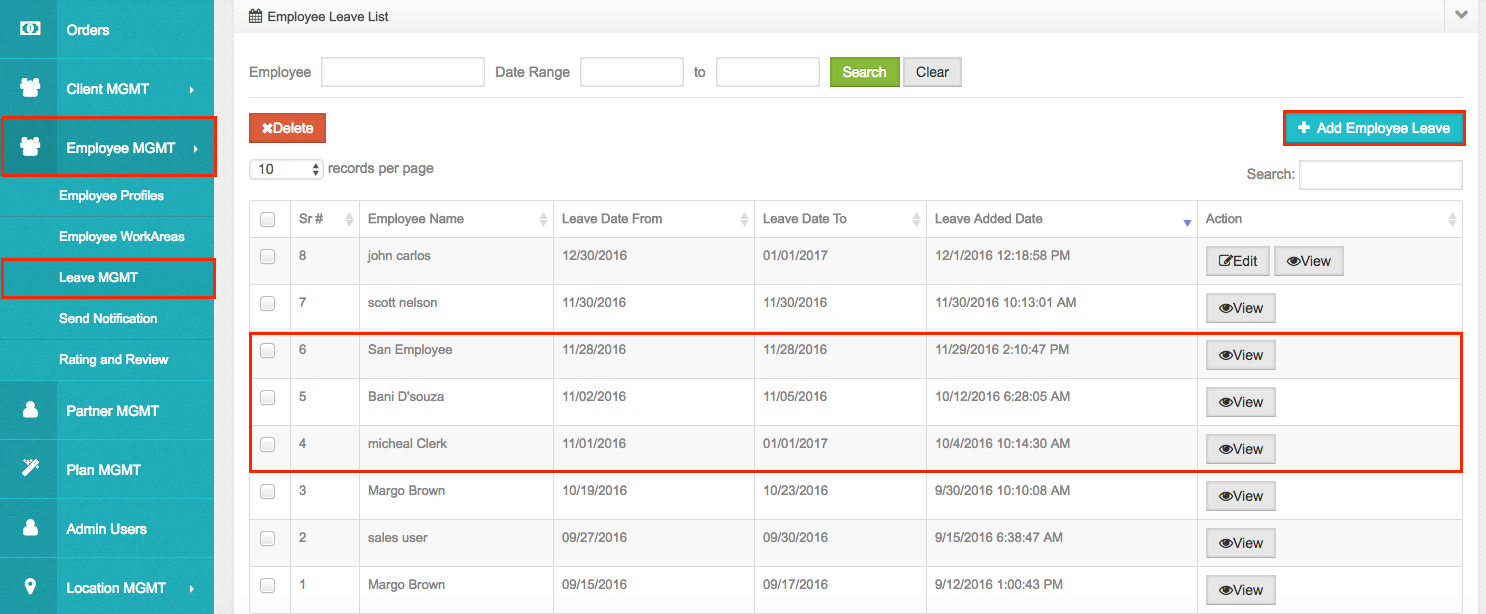 Orders
Client MGMT
Employee MGMT
Employee Profiles
Employee WorkAreas
Leave MGMT
Send Notification
Rating and Review
Partner MGMT
Plan MGMT
Admin Users
Location MGMT
Employee Leave List
Employee Date Range to Search Clear
Delete + Add Employee Leave
10 records per page
Search:
Sr # Employee Name Leave Date From Leave Date To Leave Added Date Action
8 john carlos 12/30/2016 01/01/2017 12/1/2016 12:18:58 PM Edit View
7 scott nelson 11/30/2016 11/30/2016 11/30/2016 10:13:01 AM View
6 San Employee 11/28/2016 11/28/2016 11/29/2016 2:10:47 PM View
5 Bani D'souza 11/02/2016 11/05/2016 10/12/2016 6:28:05 AM View
4 micheal Clerk 11/01/2016 01/01/2017 10/4/2016 10:14:30 AM View
3 Margo Brown 10/19/2016 10/23/2016 9/30/2016 10:10:08 AM View
2 sales user 09/27/2016 09/30/2016 9/15/2016 6:38:47 AM View
1 Margo Brown 09/15/2016 09/17/2016 9/12/2016 1:00:43 PM View